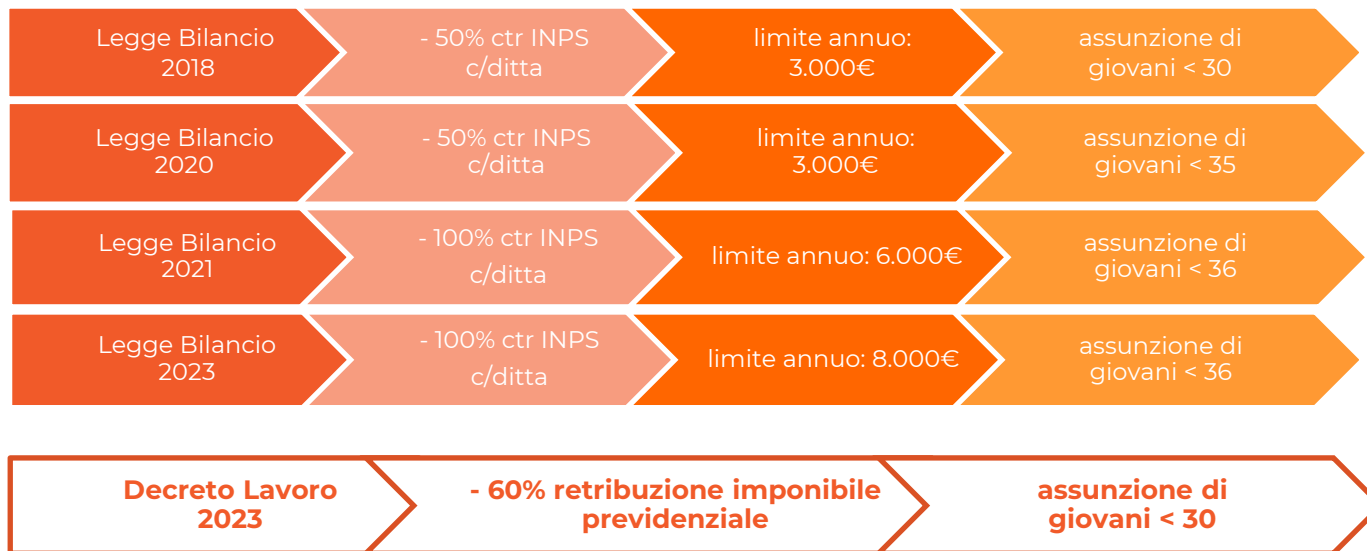 Legge Bilancio
2018
- 50% ctr INPS
c/ditta
limite annuo:
3.000€
assunzione di
giovani < 30
Legge Bilancio
2020
- 50% ctr INPS
c/ditta
limite annuo:
3.000€
assunzione di
giovani < 35
Legge Bilancio
2021
- 100% ctr INPS
c/ditta
limite annuo: 6.000€
assunzione di
giovani < 36
Legge Bilancio
2023
- 100% ctr INPS
c/ditta
limite annuo: 8.000€
assunzione di
giovani < 36
Decreto Lavoro
2023
- 60% retribuzione imponibile
previdenziale
assunzione di
giovani < 30